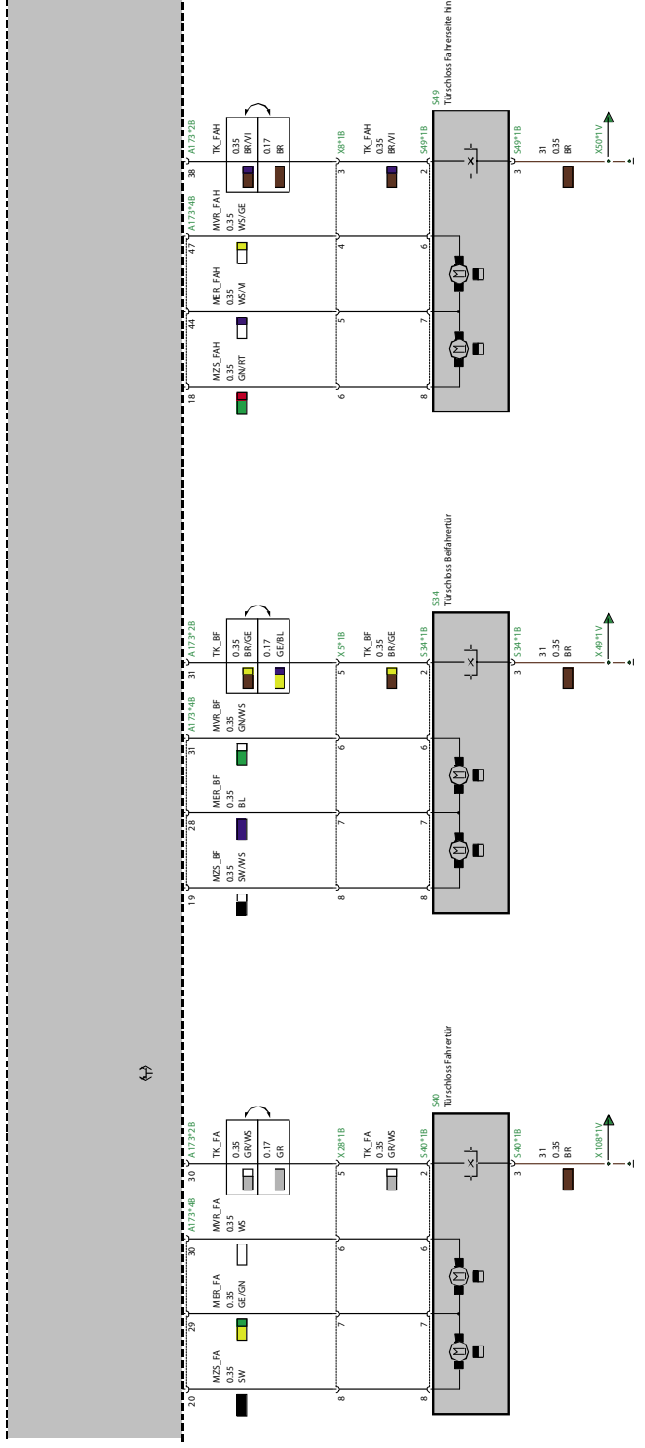 S49
Türschloss Fahrerseite hin
A173*2B
38
TK_FAH
0.35
BR/VI
0.17
BR
X8*1B
3
TK_FAH
0.35
BR/VI
S49*1B
2
S49*1B
3
31
0.35
BR
X50*1V
A173*4B
47
MVR_FAH
0.35
WS/GE
4
6
44
MER_FAH
0.35
WS/VI
5
7
18
MZS_FAH
0.35
GN/RT
6
8
M
M
S34
Türschloss Beifahrertür
A173*2B
31
TK_BF
0.35
BR/GE
0.17
GE/BL
X5*1B
5
TK_BF
0.35
BR/GE
S34*1B
2
S34*1B
3
31
0.35
BR
X49*1V
A173*4B
31
MVR_BF
0.35
GN/WS
6
6
28
MER_BF
0.35
BL
7
7
19
MZS_BF
0.35
SW/WS
8
8
M
M
S40
Türschloss Fahrertür
A173*2B
30
TK_FA
0.35
GR/WS
0.17
GR
X28*1B
5
TK_FA
0.35
GR/WS
S40*1B
2
S40*1B
3
31
0.35
BR
X108*1V
A173*4B
30
MVR_FA
0.35
WS
6
6
29
MER_FA
0.35
GE/GN
7
7
20
MZS_FA
0.35
SW
8
8
M
M